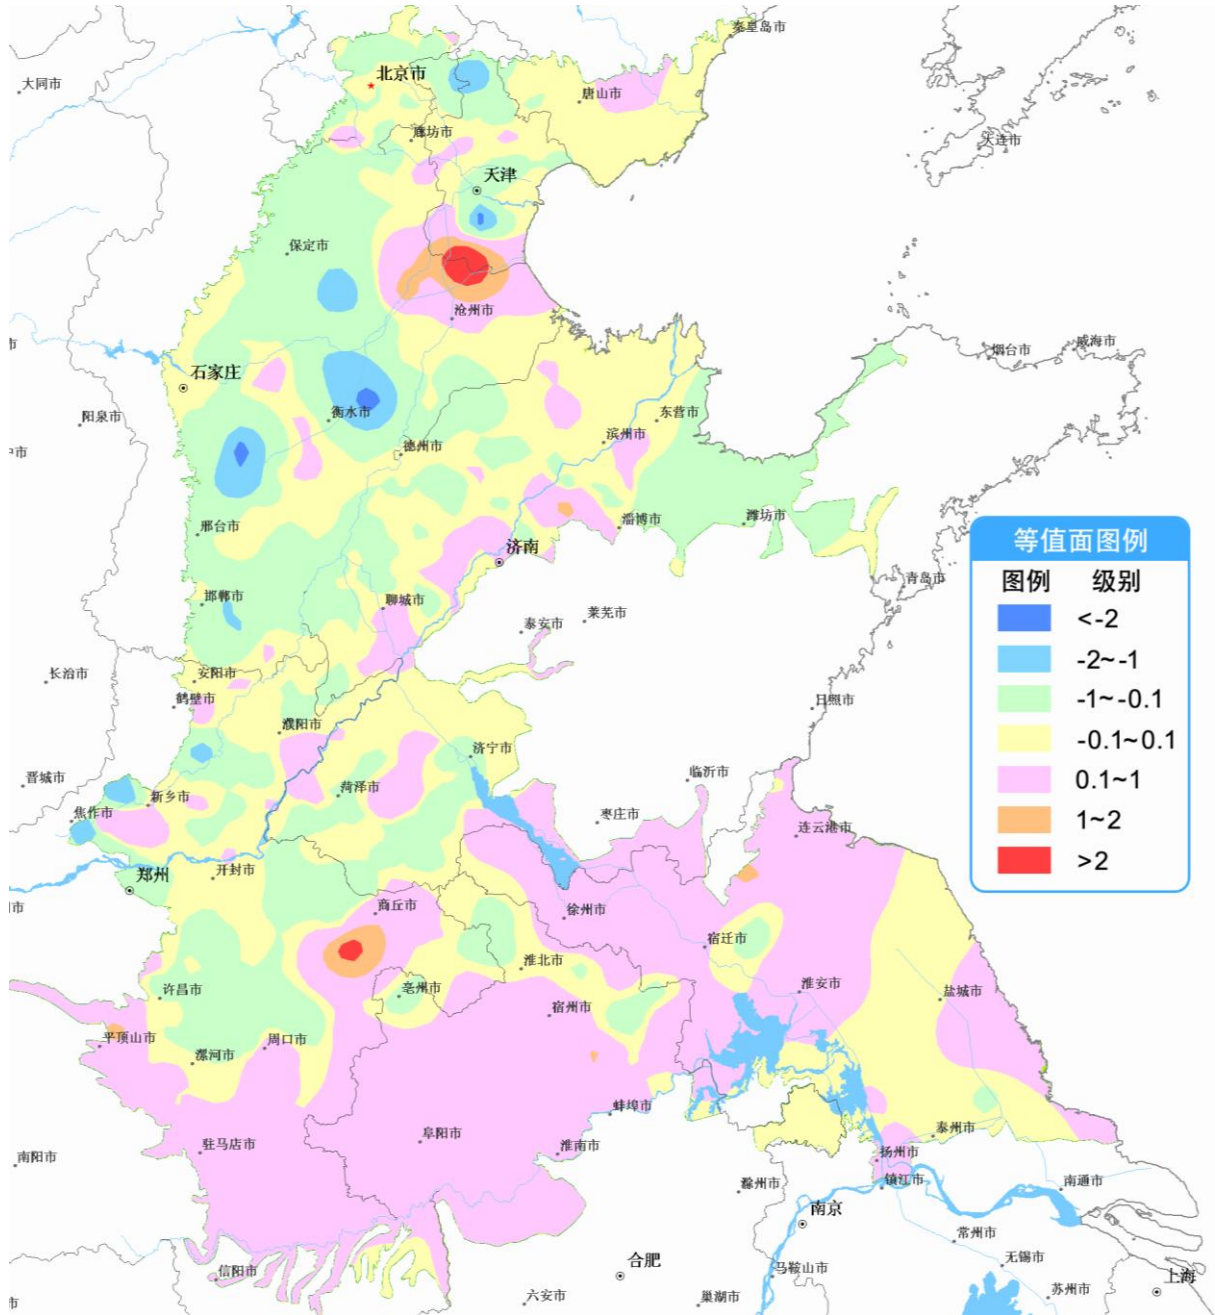 秦皇岛市
大同市
北京市
唐山市
廊坊市
大连市
天津
保定市
沧州市
市
烟台市
威海市
石家庄
阳泉市
衡水市
东营市
滨州市
德州市
中市
淄博市
潍坊市
邢台市
济南
青岛市
邯郸市
聊城市
莱芜市
泰安市
长治市
安阳市
鹤壁市
日照市
濮阳市
济宁市
晋城市
临沂市
新乡市
菏泽市
焦作市
枣庄市
连云港市
郑州
开封市
商丘市
徐州市
宿迁市
淮北市
许昌市
亳州市
淮安市
盐城市
宿州市
平顶山市
周口市
漯河市
蚌埠市
驻马店市
阜阳市
淮南市
泰州市
扬州市
南阳市
滁州市
镇江市
南通市
南京
常州市
合肥
无锡市
信阳市
马鞍山市
上海
苏州市
六安市
巢湖市
市
等值面图例
图例 级别
<-2
-2~-1
-1~-0.1
-0.1~0.1
0.1~1
1~2
>2